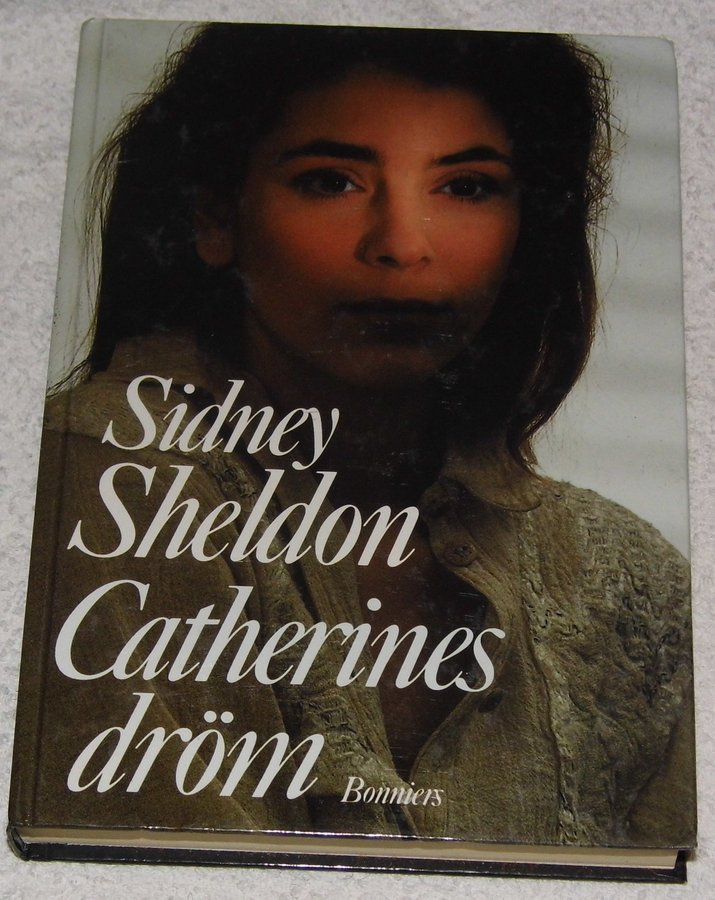 Sidney
Sheldon
Catherines
dröm
Bonniers